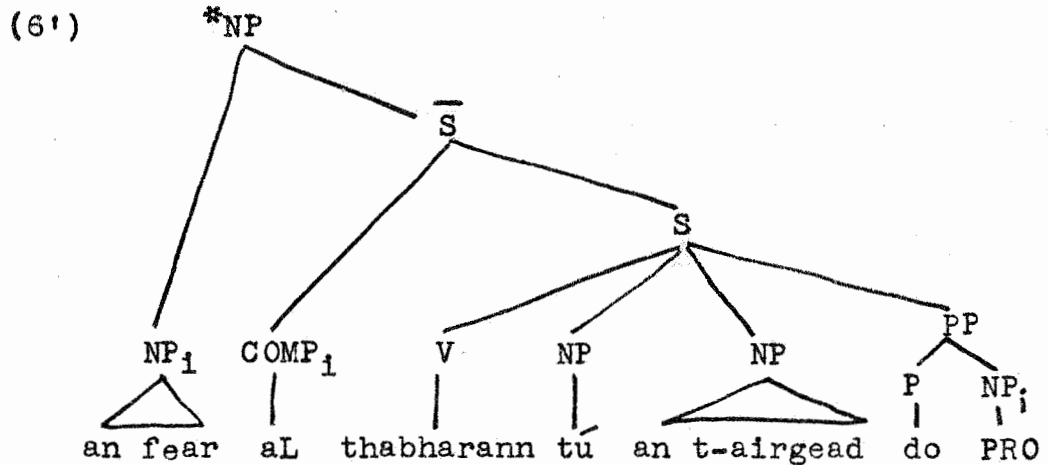 (6') *NP
S̅
S
PP
NPᵢ COMPᵢ V NP NP P NPᵢ
an fear aL thabharann tú an t-airgead do PRO